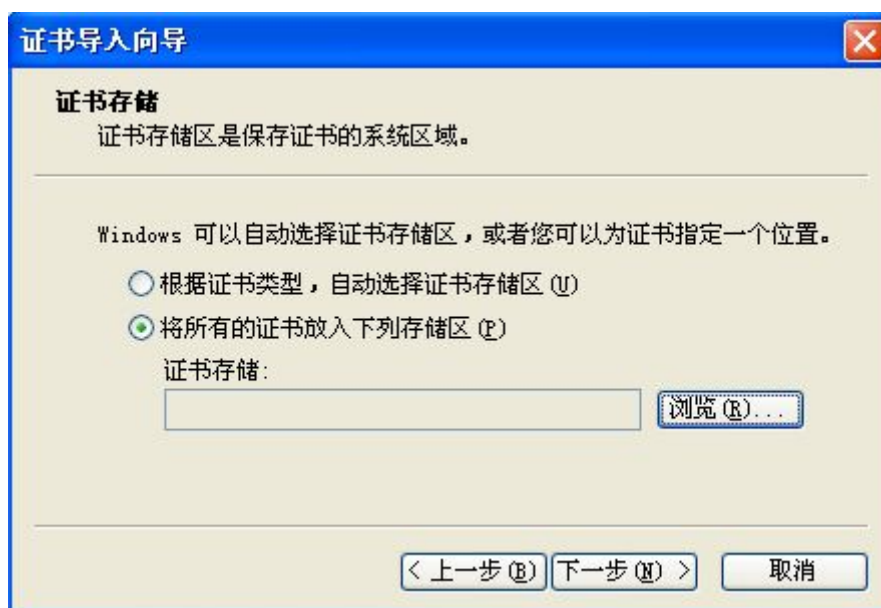 证书导入向导
证书存储
证书存储区是保存证书的系统区域。
Windows 可以自动选择证书存储区，或者您可以为证书指定一个位置。
根据证书类型，自动选择证书存储区(U)
将所有的证书放入下列存储区(P)
证书存储:
浏览(R)...
< 上一步(B) 下一步(N) > 取消